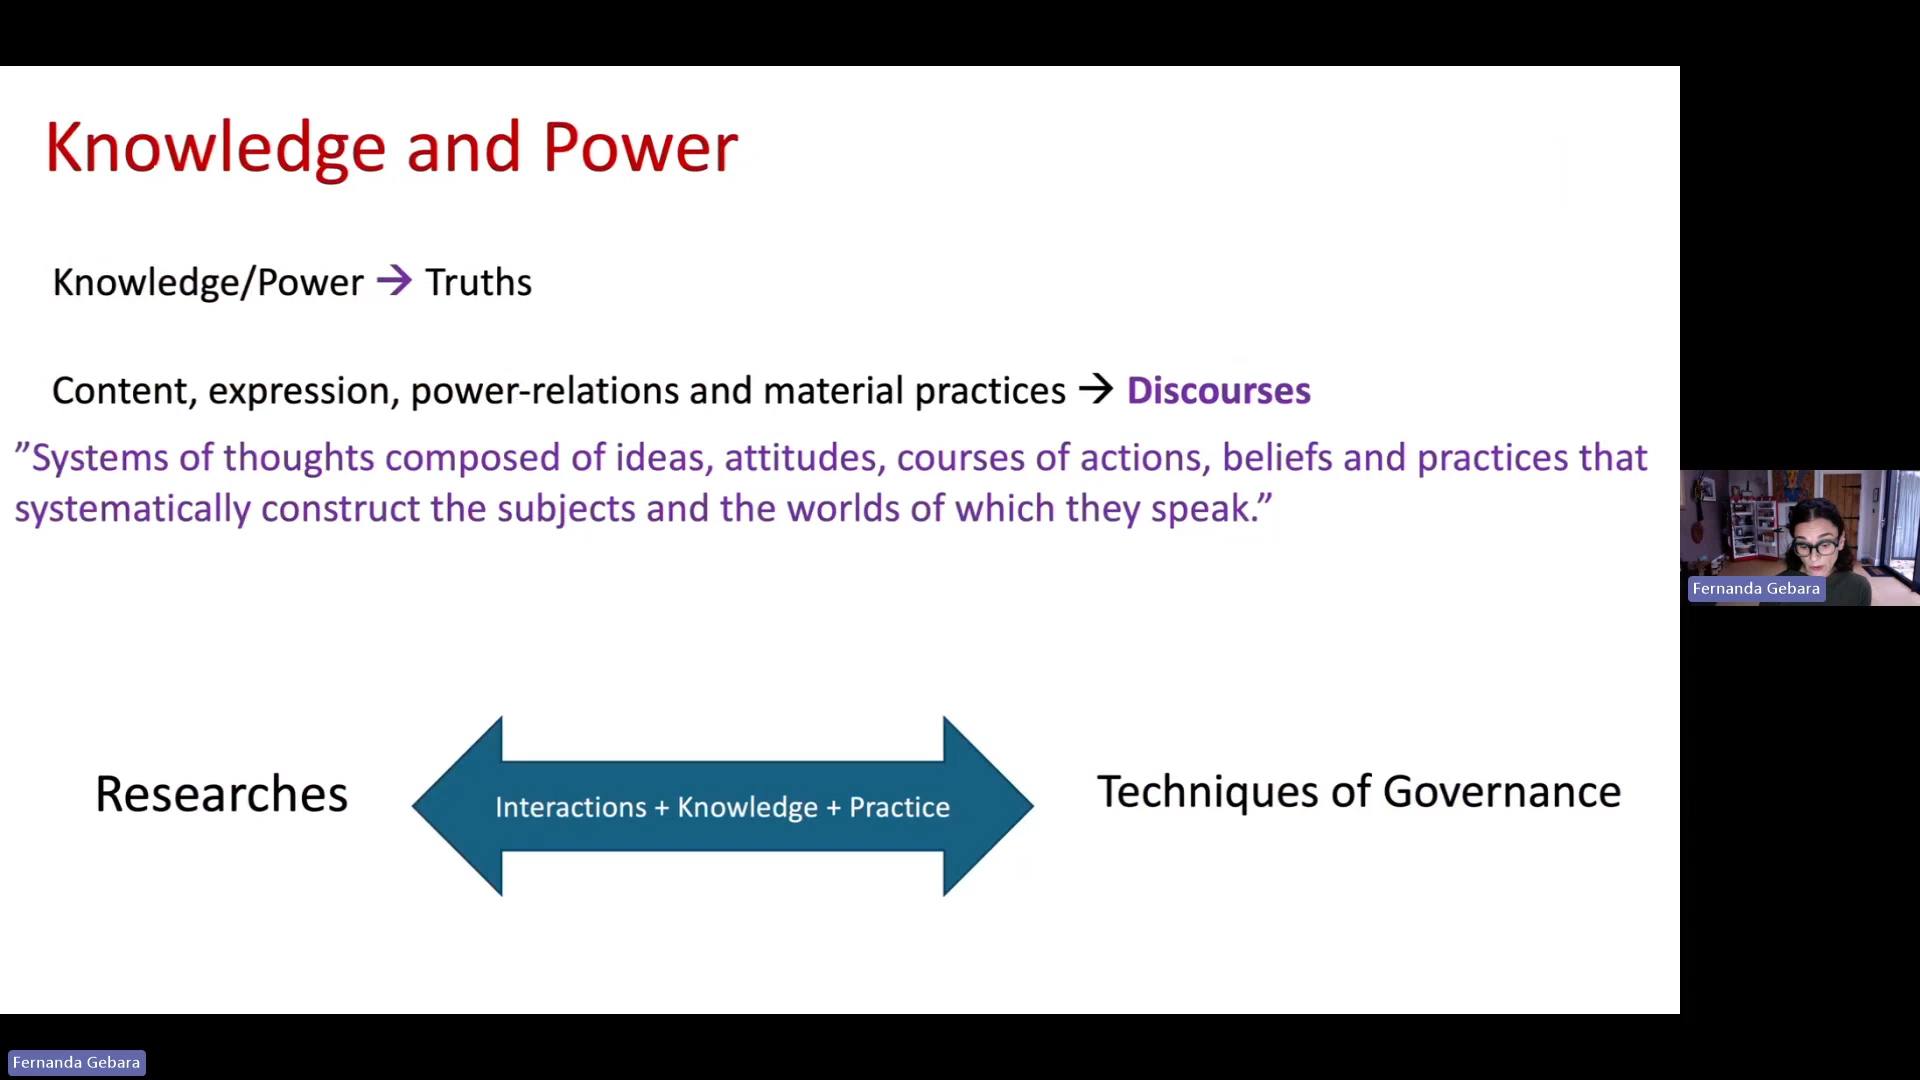 Knowledge and Power
Knowledge/Power → Truths
Content, expression, power-relations and material practices → Discourses
”Systems of thoughts composed of ideas, attitudes, courses of actions, beliefs and practices that
systematically construct the subjects and the worlds of which they speak.”
Researches
Interactions + Knowledge + Practice
Techniques of Governance
Fernanda Gebara
Fernanda Gebara